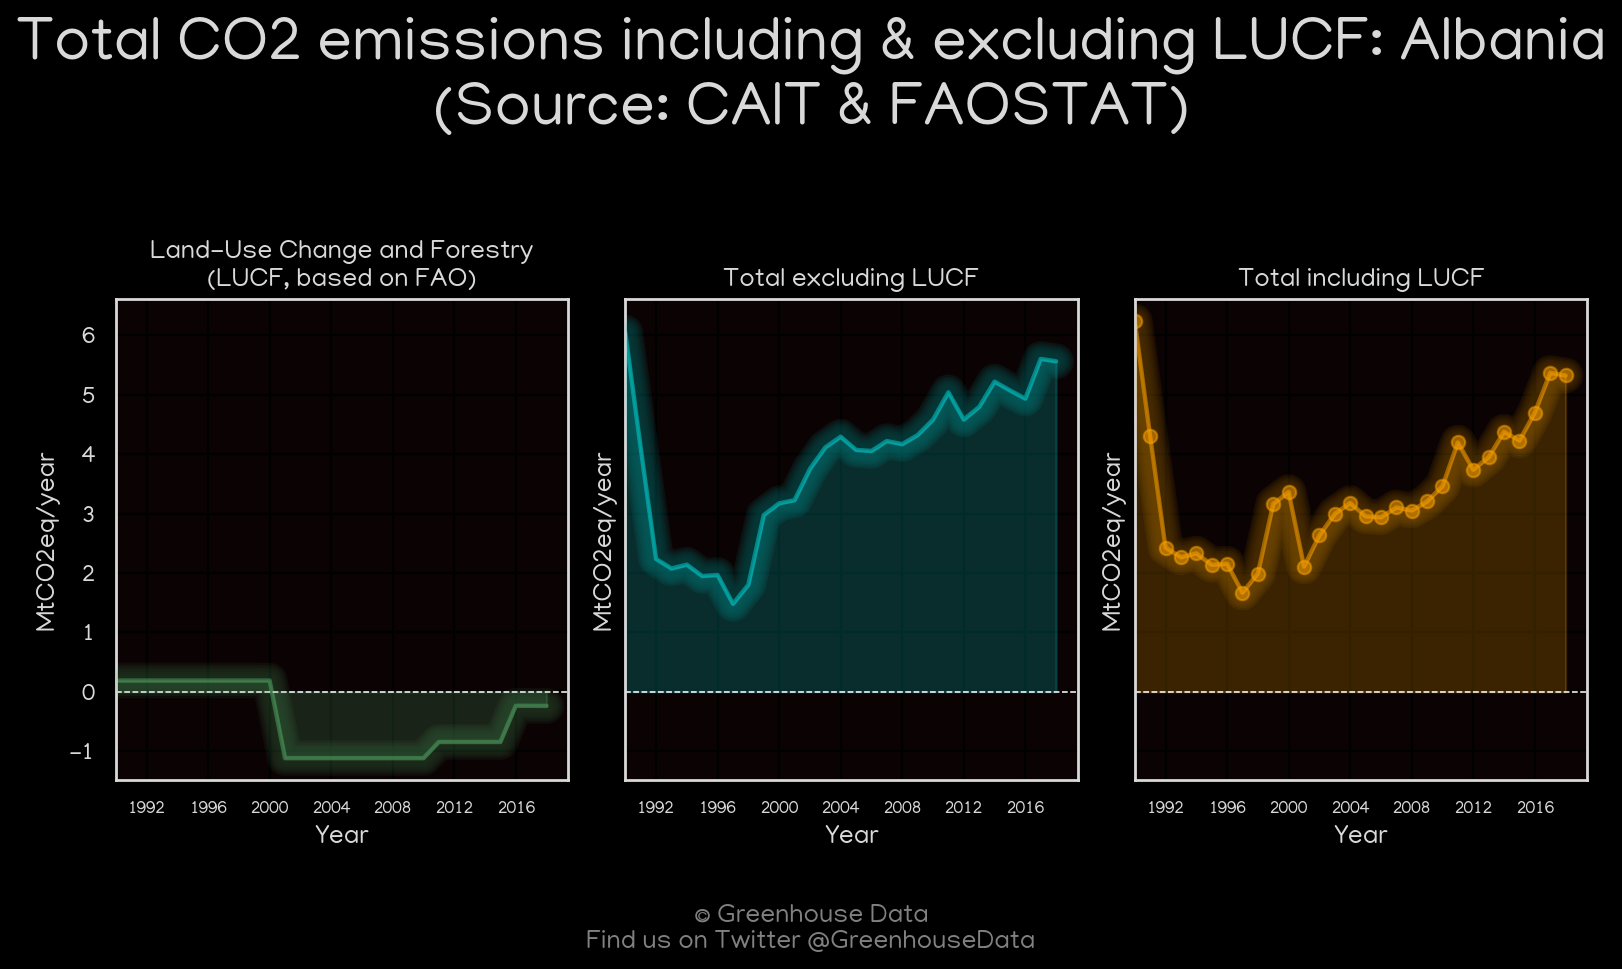 Total CO2 emissions including & excluding LUCF: Albania
(Source: CAIT & FAOSTAT)
Land-Use Change and Forestry
(LUCF, based on FAO)
MtCO2eq/year
6
5
4
3
2
1
0
-1
1992 1996 2000 2004 2008 2012 2016
Year
Total excluding LUCF
MtCO2eq/year
1992 1996 2000 2004 2008 2012 2016
Year
Total including LUCF
MtCO2eq/year
1992 1996 2000 2004 2008 2012 2016
Year
© Greenhouse Data
Find us on Twitter @GreenhouseData